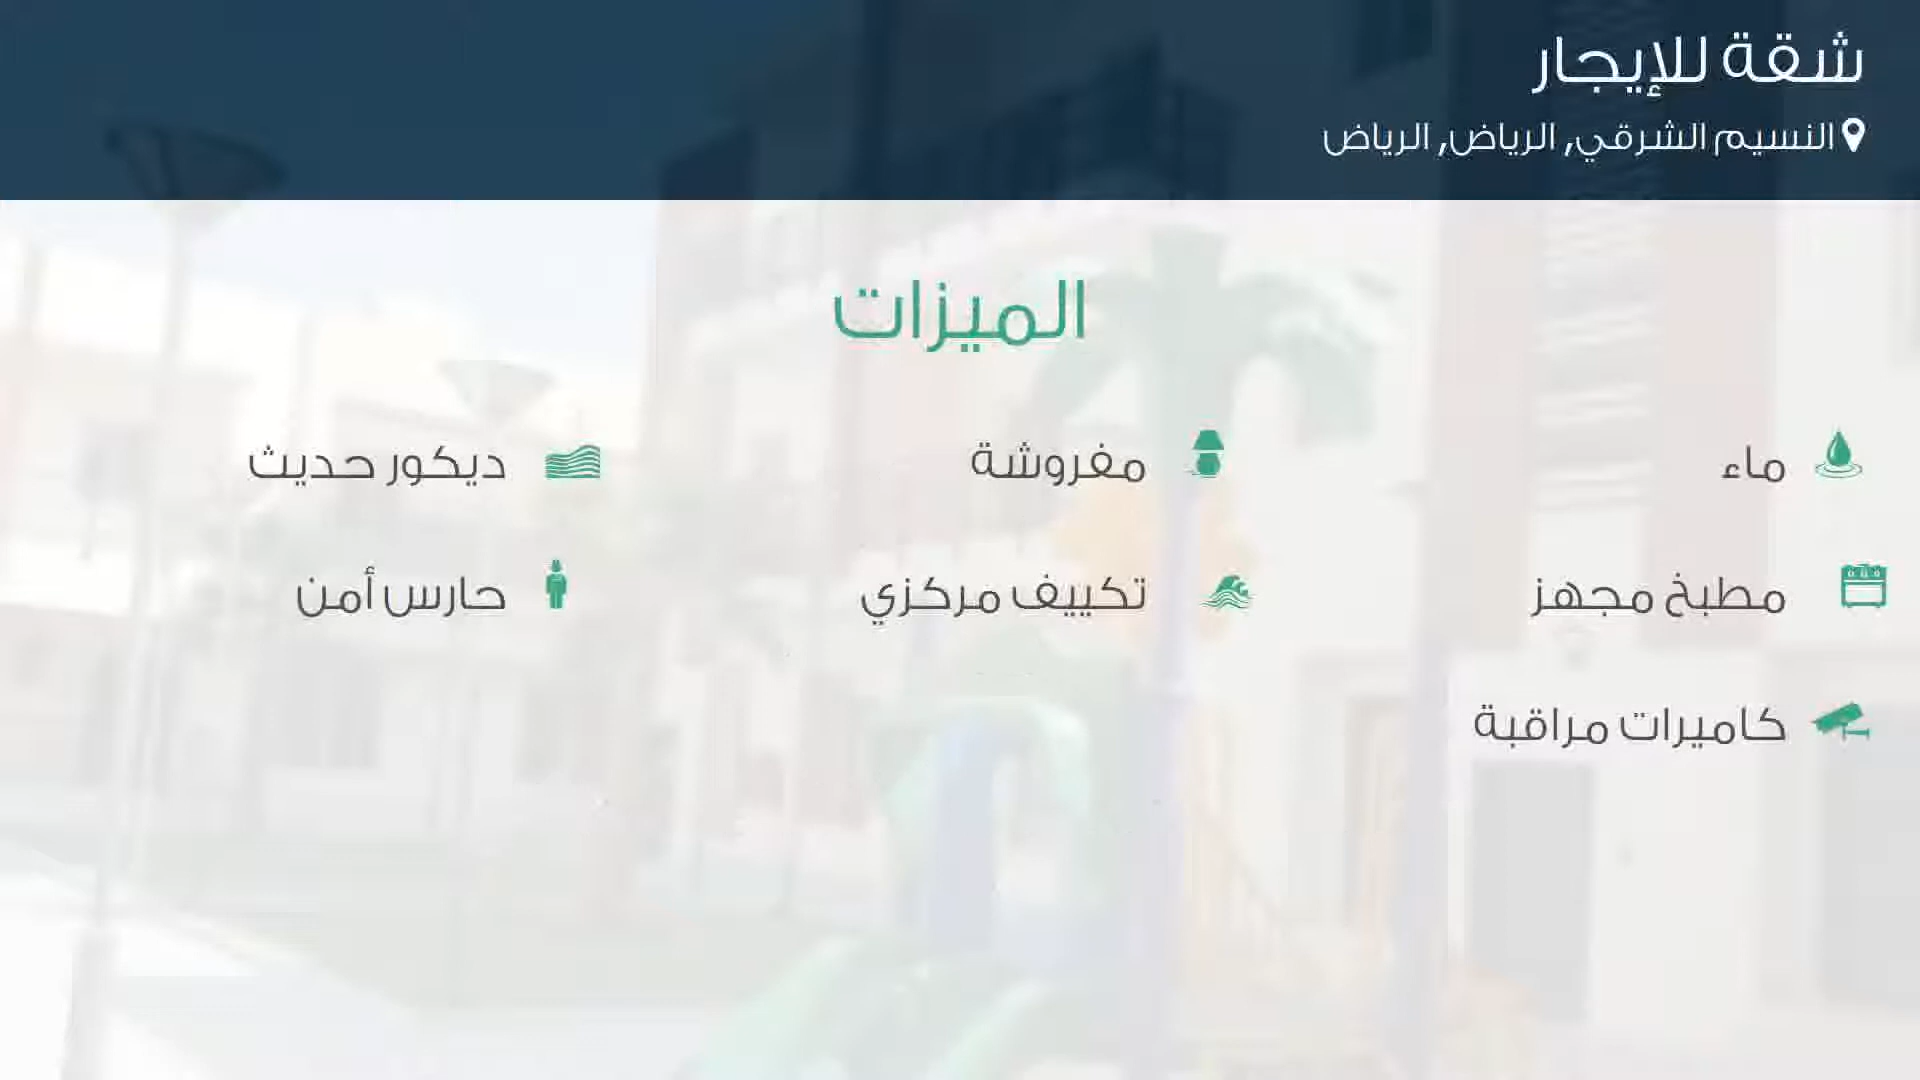 شقة للإيجار
النسيم الشرقي, الرياض, الرياض
الميزات
ماء
مفروشة
ديكور حديث
مطبخ مجهز
تكييف مركزي
حارس أمن
كاميرات مراقبة